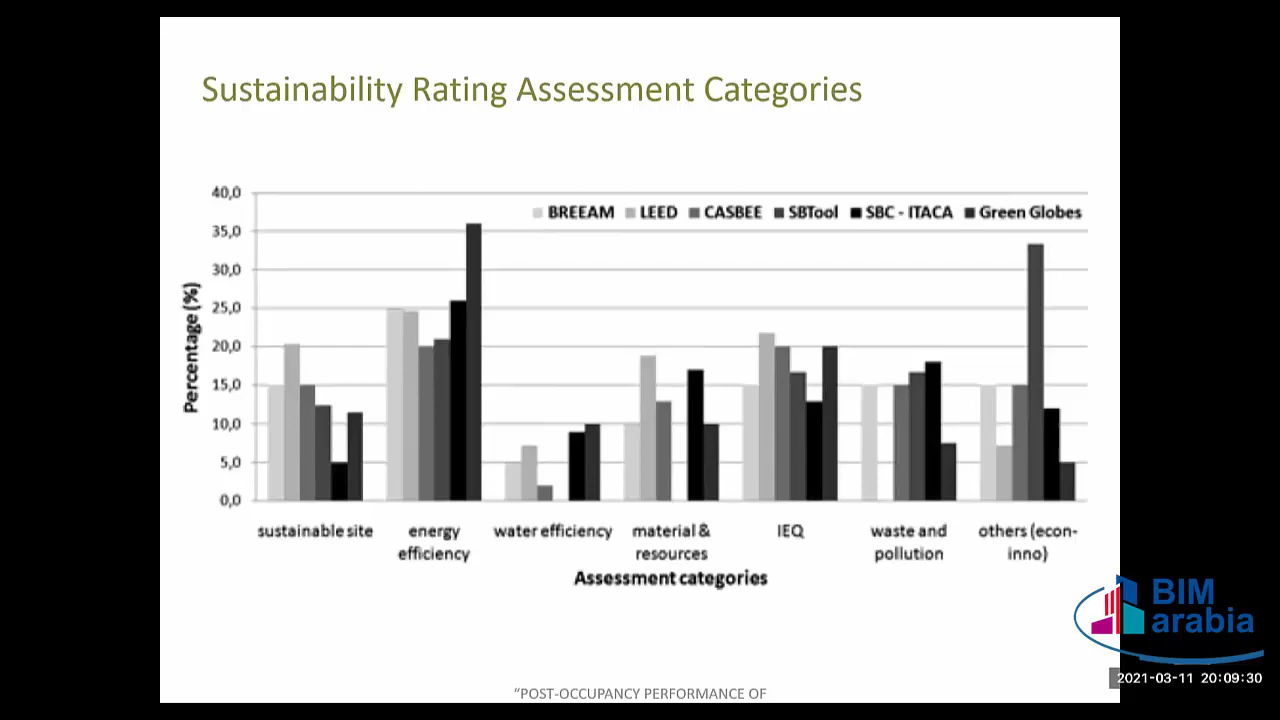 Sustainability Rating Assessment Categories
40,0
35,0
30,0
25,0
20,0
15,0
10,0
5,0
0,0
Percentage (%)
BREEAM LEED CASBEE SBTool SBC - ITACA Green Globes
sustainable site
energy
efficiency
water efficiency
material &
resources
IEQ
waste and
pollution
others (econ-
inno)
Assessment categories
BIM
arabia
2021-03-11 20:09:30
“POST-OCCUPANCY PERFORMANCE OF